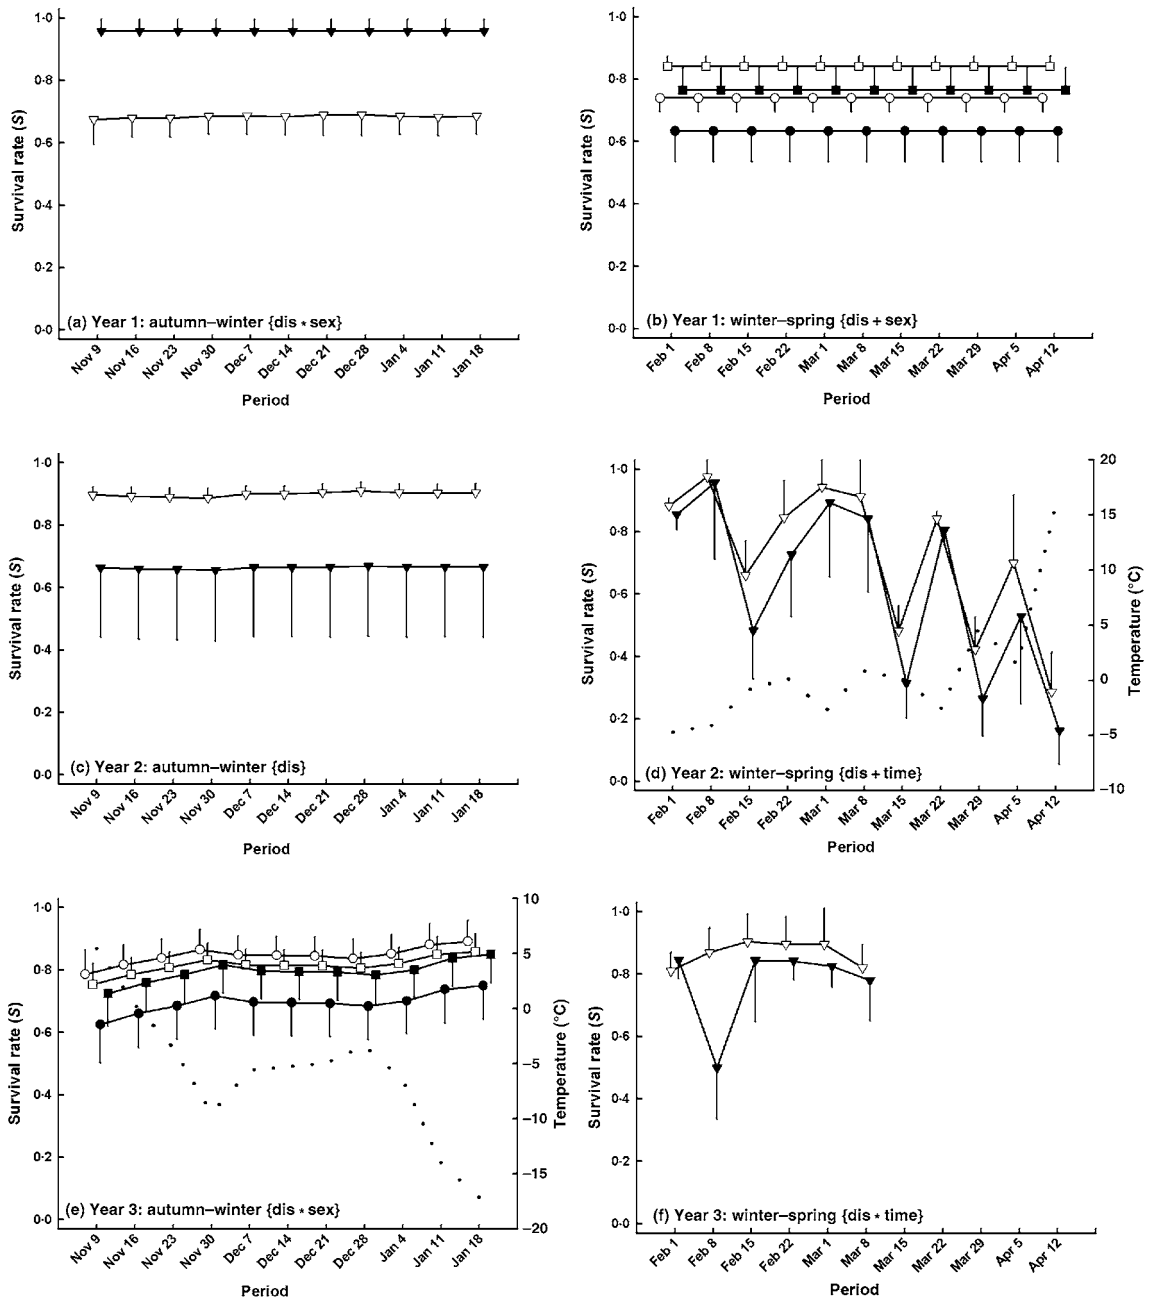 1·0
0·8
0·6
0·4
0·2
0·0
Survival rate (S)
(a) Year 1: autumn–winter {dis * sex}
Nov 9 Nov 16 Nov 23 Nov 30 Dec 7 Dec 14 Dec 21 Dec 28 Jan 4 Jan 11 Jan 18
Period
1·0
0·8
0·6
0·4
0·2
0·0
Survival rate (S)
(b) Year 1: winter–spring {dis + sex}
Feb 1 Feb 8 Feb 15 Feb 22 Mar 1 Mar 8 Mar 15 Mar 22 Mar 29 Apr 5 Apr 12
Period
1·0
0·8
0·6
0·4
0·2
0·0
Survival rate (S)
(c) Year 2: autumn–winter {dis}
Nov 9 Nov 16 Nov 23 Nov 30 Dec 7 Dec 14 Dec 21 Dec 28 Jan 4 Jan 11 Jan 18
Period
1·0
0·8
0·6
0·4
0·2
0·0
Survival rate (S)
20
15
10
5
0
–5
–10
Temperature (°C)
(d) Year 2: winter–spring {dis + time}
Feb 1 Feb 8 Feb 15 Feb 22 Mar 1 Mar 8 Mar 15 Mar 22 Mar 29 Apr 5 Apr 12
Period
1·0
0·8
0·6
0·4
0·2
0·0
Survival rate (S)
10
5
0
–5
–10
–15
–20
Temperature (°C)
(e) Year 3: autumn–winter {dis * sex}
Nov 9 Nov 16 Nov 23 Nov 30 Dec 7 Dec 14 Dec 21 Dec 28 Jan 4 Jan 11 Jan 18
Period
1·0
0·8
0·6
0·4
0·2
0·0
Survival rate (S)
(f) Year 3: winter–spring {dis * time}
Feb 1 Feb 8 Feb 15 Feb 22 Mar 1 Mar 8 Mar 15 Mar 22 Mar 29 Apr 5 Apr 12
Period